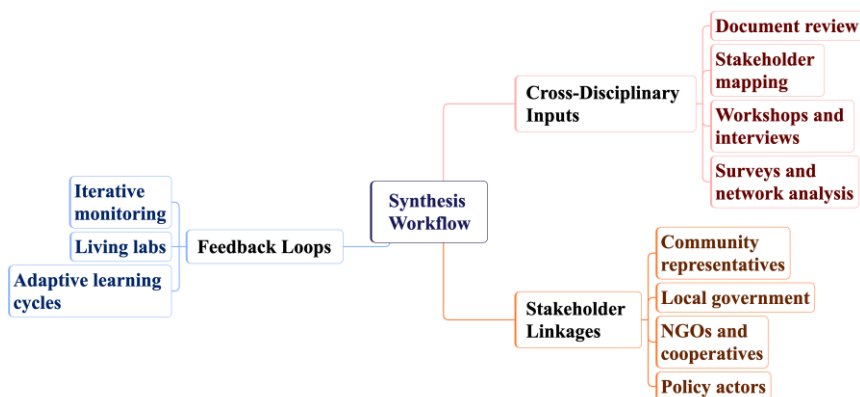 Synthesis
Workflow
Cross-Disciplinary
Inputs
Document review
Stakeholder
mapping
Workshops and
interviews
Surveys and
network analysis
Stakeholder
Linkages
Community
representatives
Local government
NGOs and
cooperatives
Policy actors
Feedback Loops
Iterative
monitoring
Living labs
Adaptive learning
cycles